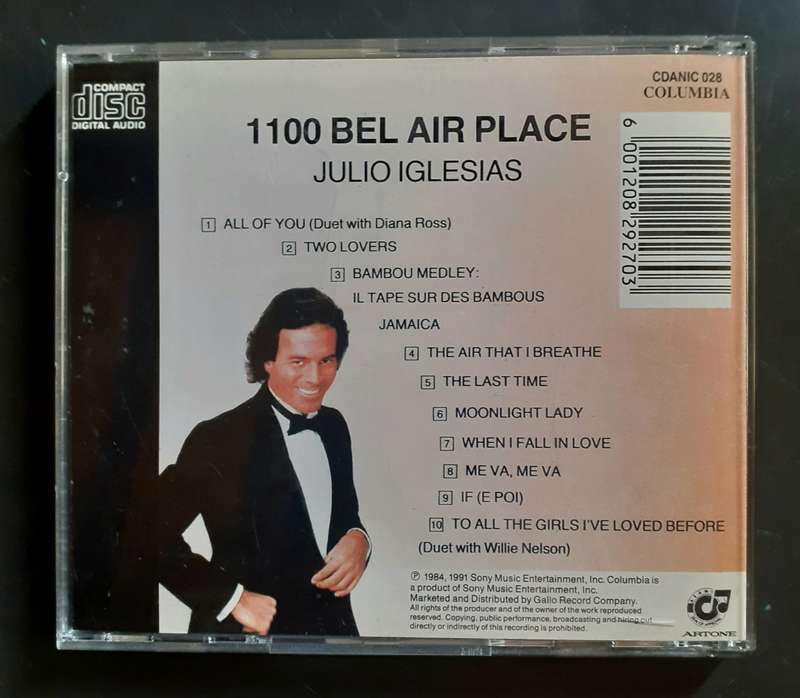 COMPACT
disc
DIGITAL AUDIO
CDANIC 028
COLUMBIA
1100 BEL AIR PLACE
JULIO IGLESIAS
6 001208 292703
1 ALL OF YOU (Duet with Diana Ross)
2 TWO LOVERS
3 BAMBOU MEDLEY:
IL TAPE SUR DES BAMBOUS
JAMAICA
4 THE AIR THAT I BREATHE
5 THE LAST TIME
6 MOONLIGHT LADY
7 WHEN I FALL IN LOVE
8 ME VA, ME VA
9 IF (E POI)
10 TO ALL THE GIRLS I'VE LOVED BEFORE
(Duet with Willie Nelson)
℗ 1984, 1991 Sony Music Entertainment, Inc. Columbia is
a product of Sony Music Entertainment, Inc.
Marketed and Distributed by Gallo Record Company.
All rights of the producer and of the owner of the work reproduced
reserved. Copying, public performance, broadcasting and hiring out
directly or indirectly of this recording is prohibited.
ARTONE